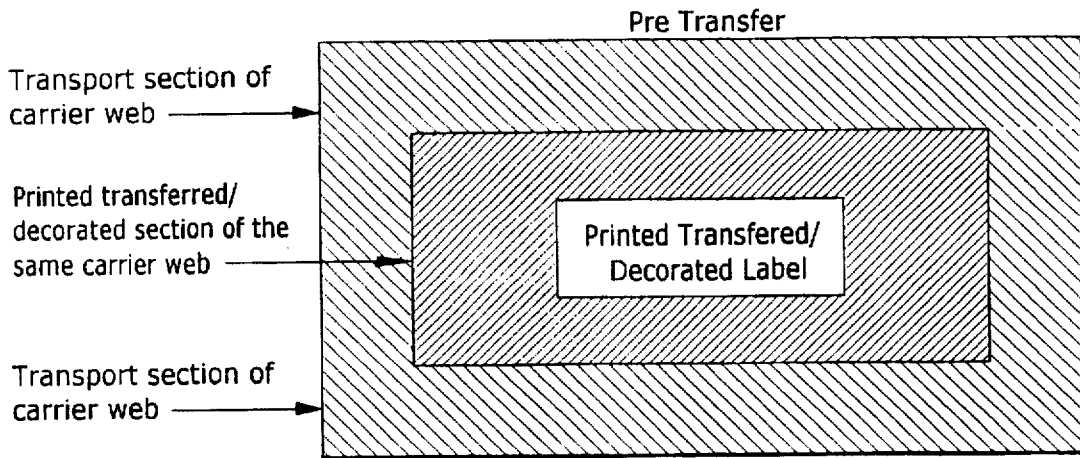 Pre Transfer
Transport section of
carrier web
Printed transferred/
decorated section of the
same carrier web
Printed Transfered/
Decorated Label
Transport section of
carrier web